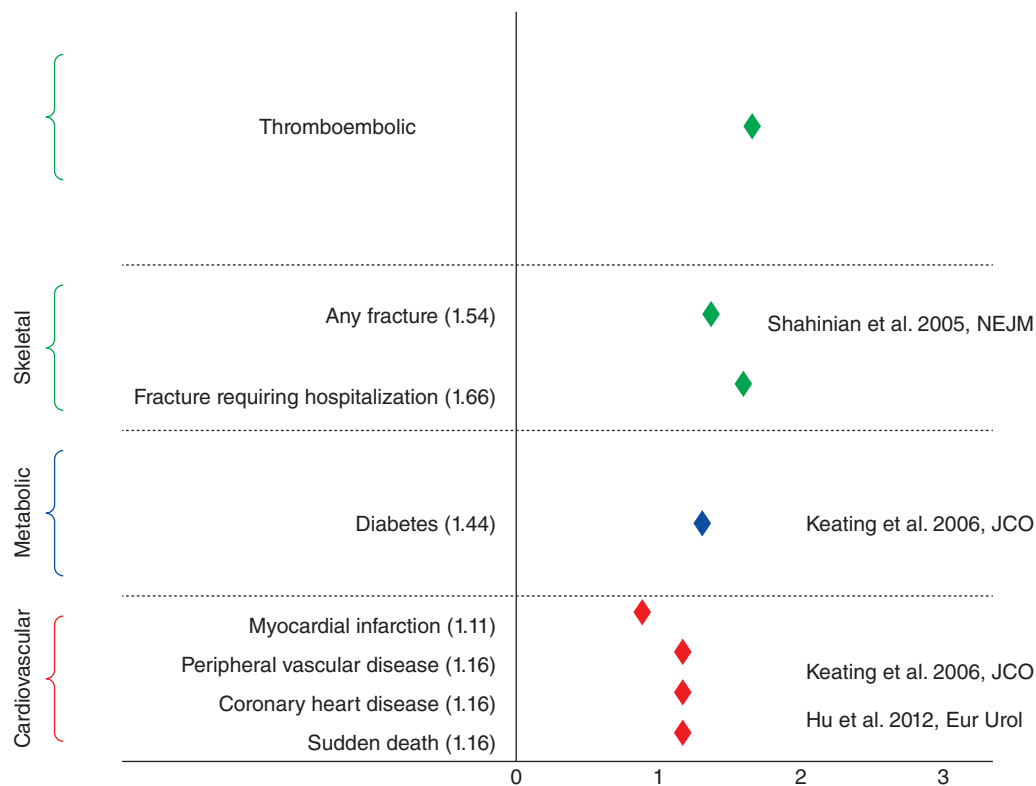 Thromboembolic
Skeletal
Any fracture (1.54)
Shahinian et al. 2005, NEJM
Fracture requiring hospitalization (1.66)
Metabolic
Diabetes (1.44)
Keating et al. 2006, JCO
Cardiovascular
Myocardial infarction (1.11)
Peripheral vascular disease (1.16)
Keating et al. 2006, JCO
Coronary heart disease (1.16)
Hu et al. 2012, Eur Urol
Sudden death (1.16)
0 1 2 3